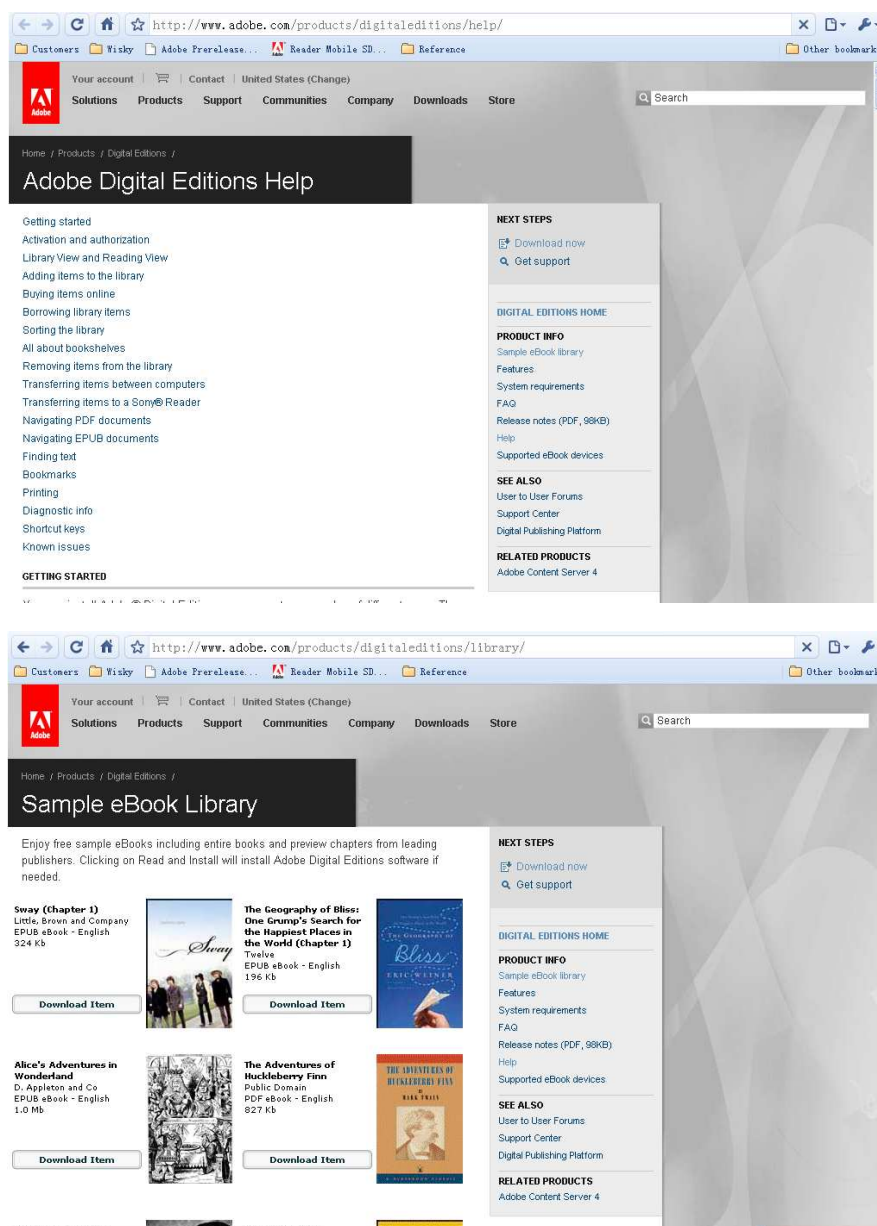 http://www.adobe.com/products/digitaleditions/help/
Customers Wisky Adobe Prerelease... Reader Mobile SD... Reference Other bookmark
Your account | Contact | United States (Change)
Solutions Products Support Communities Company Downloads Store Search
Adobe
Home / Products / Digital Editions /
Adobe Digital Editions Help
Getting started
Activation and authorization
Library View and Reading View
Adding items to the library
Buying items online
Borrowing library items
Sorting the library
All about bookshelves
Removing items from the library
Transferring items between computers
Transferring items to a Sony® Reader
Navigating PDF documents
Navigating EPUB documents
Finding text
Bookmarks
Printing
Diagnostic info
Shortcut keys
Known issues
GETTING STARTED
NEXT STEPS
Download now
Get support
DIGITAL EDITIONS HOME
PRODUCT INFO
Sample eBook library
Features
System requirements
FAQ
Release notes (PDF, 98KB)
Help
Supported eBook devices
SEE ALSO
User to User Forums
Support Center
Digital Publishing Platform
RELATED PRODUCTS
Adobe Content Server 4
http://www.adobe.com/products/digitaleditions/library/
Customers Wisky Adobe Prerelease... Reader Mobile SD... Reference Other bookmark
Your account | Contact | United States (Change)
Solutions Products Support Communities Company Downloads Store Search
Adobe
Home / Products / Digital Editions /
Sample eBook Library
Enjoy free sample eBooks including entire books and preview chapters from leading
publishers. Clicking on Read and Install will install Adobe Digital Editions software if
needed.
Sway (Chapter 1)
Little, Brown and Company
EPUB eBook - English
324 Kb
Download Item
Sway
The Geography of Bliss:
One Grump's Search for
the Happiest Places in
the World (Chapter 1)
Twelve
EPUB eBook - English
196 Kb
Download Item
THE GEOGRAPHY OF
Bliss
ERIC WEINER
Alice's Adventures in
Wonderland
D. Appleton and Co
EPUB eBook - English
1.0 Mb
Download Item
The Adventures of
Huckleberry Finn
Public Domain
PDF eBook - English
827 Kb
Download Item
THE ADVENTURES OF
HUCKLEBERRY FINN
MARK TWAIN
NEXT STEPS
Download now
Get support
DIGITAL EDITIONS HOME
PRODUCT INFO
Sample eBook library
Features
System requirements
FAQ
Release notes (PDF, 98KB)
Help
Supported eBook devices
SEE ALSO
User to User Forums
Support Center
Digital Publishing Platform
RELATED PRODUCTS
Adobe Content Server 4